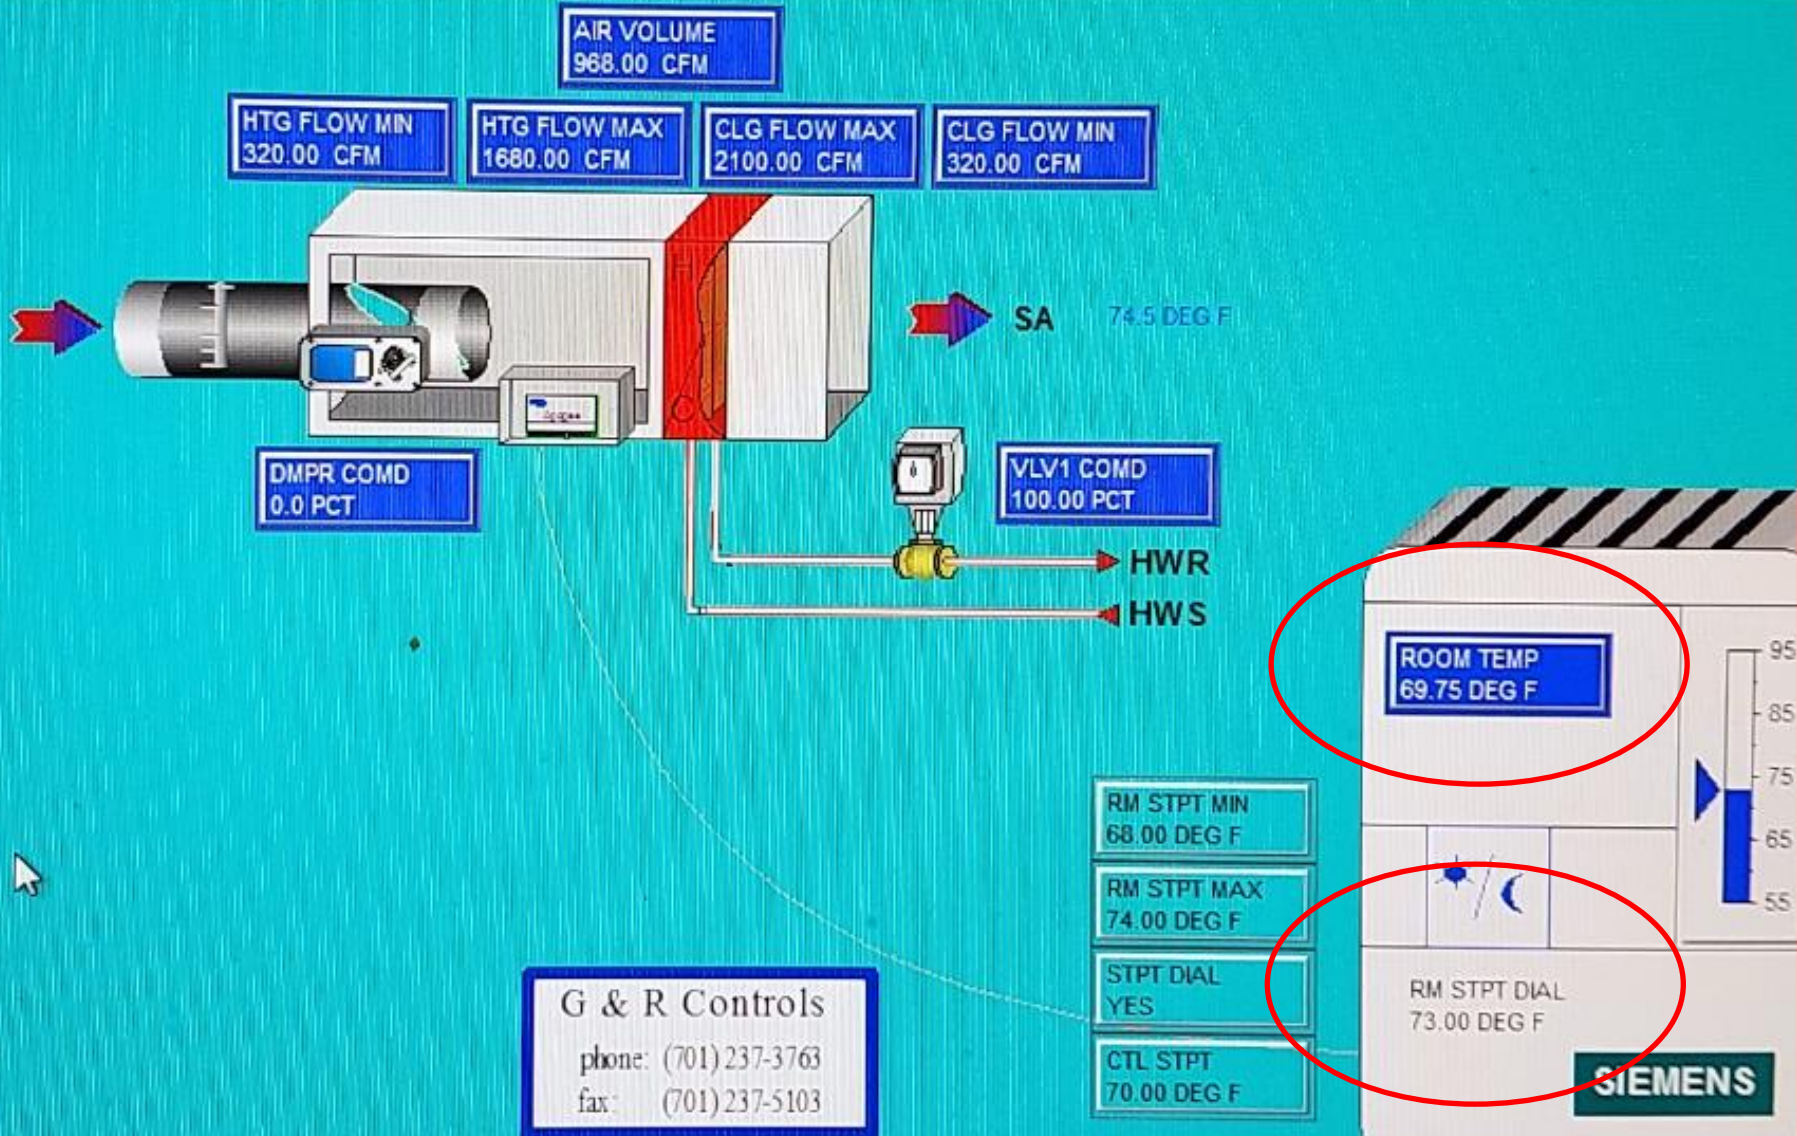 AIR VOLUME
968.00 CFM
HTG FLOW MIN
320.00 CFM
HTG FLOW MAX
1680.00 CFM
CLG FLOW MAX
2100.00 CFM
CLG FLOW MIN
320.00 CFM
H
SA
74.5 DEG F
DMPR COMD
0.0 PCT
VLV1 COMD
100.00 PCT
HWR
HWS
ROOM TEMP
69.75 DEG F
95
85
75
65
55
RM STPT MIN
68.00 DEG F
RM STPT MAX
74.00 DEG F
STPT DIAL
YES
CTL STPT
70.00 DEG F
RM STPT DIAL
73.00 DEG F
SIEMENS
G & R Controls
phone: (701) 237-3763
fax: (701) 237-5103